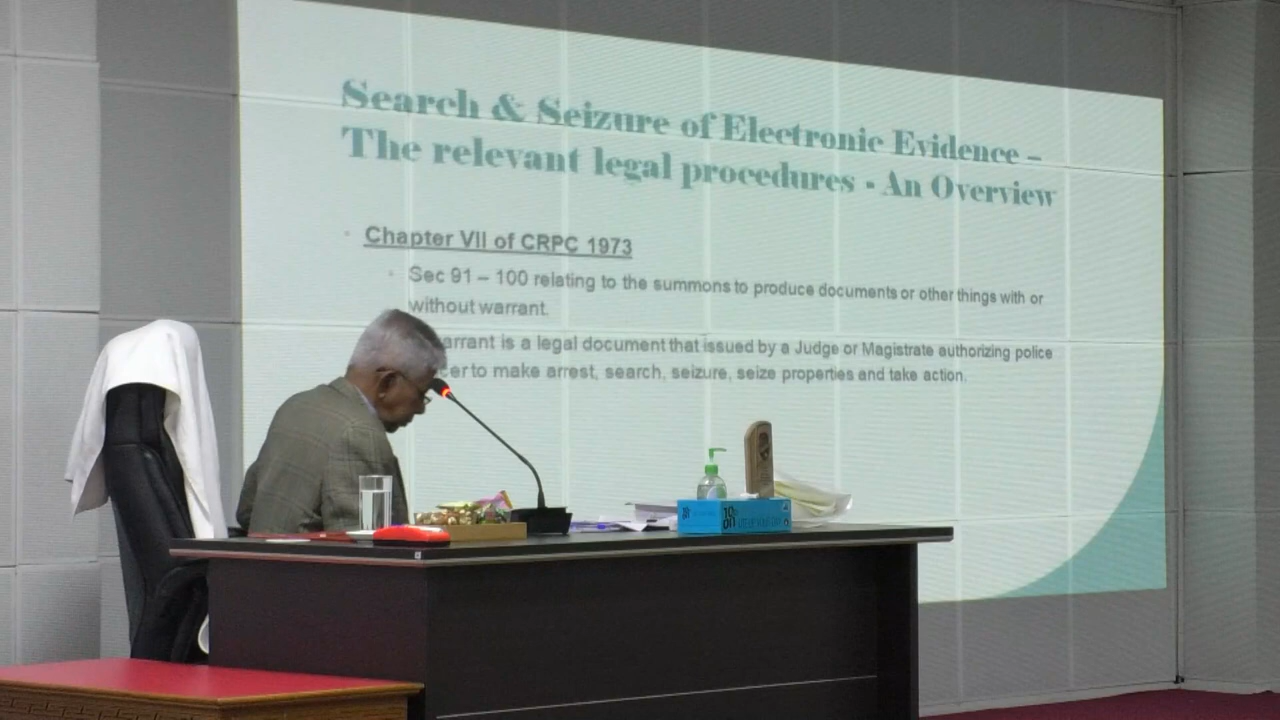 Search & Seizure of Electronic Evidence –
The relevant legal procedures - An Overview
Chapter VII of CRPC 1973
Sec 91 – 100 relating to the summons to produce documents or other things with or
without warrant.
is a legal document that issued by a Judge or Magistrate authorizing police
to make arrest, search, seizure, seize properties and take action.